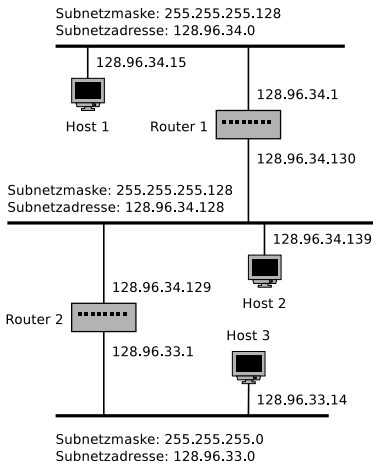 Subnetzmaske: 255.255.255.128
Subnetzadresse: 128.96.34.0
128.96.34.15
128.96.34.1
Host 1
Router 1
128.96.34.130
Subnetzmaske: 255.255.255.128
Subnetzadresse: 128.96.34.128
128.96.34.139
128.96.34.129
Host 2
Router 2
Host 3
128.96.33.1
128.96.33.14
Subnetzmaske: 255.255.255.0
Subnetzadresse: 128.96.33.0